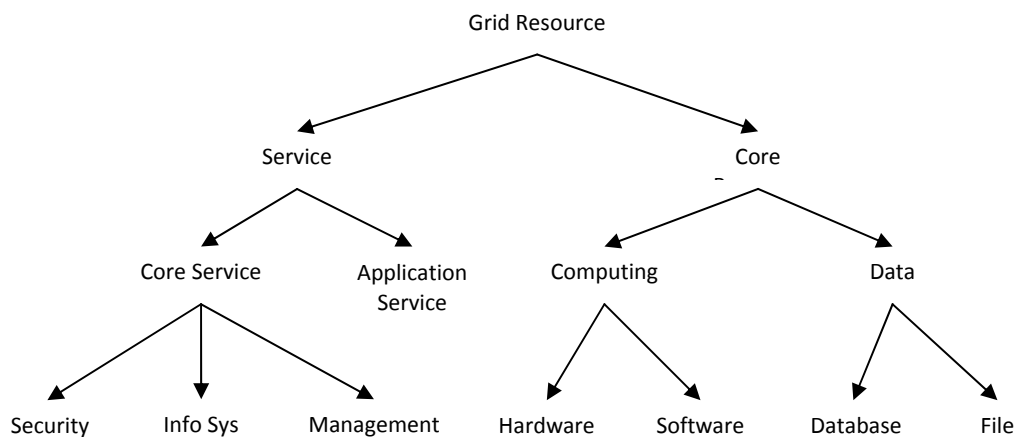 Grid Resource
Service
Core
Core Service
Application
Service
Computing
Data
Security
Info Sys
Management
Hardware
Software
Database
File